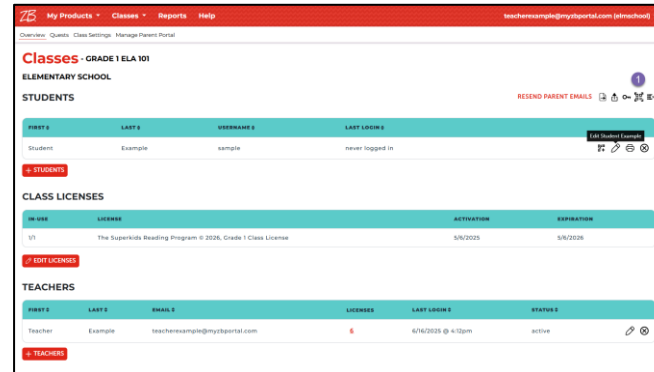 ZB My Products Classes Reports Help teacherexample@myzbportal.com (elmschool)
Overview Quests Class Settings Manage Parent Portal
Classes - GRADE 1 ELA 101
ELEMENTARY SCHOOL
1
STUDENTS RESEND PARENT EMAILS
FIRST LAST USERNAME LAST LOGIN
Edit Student Example
Student Example sample never logged in
+ STUDENTS
CLASS LICENSES
IN-USE LICENSE ACTIVATION EXPIRATION
1/1 The Superkids Reading Program © 2026, Grade 1 Class License 5/6/2025 5/6/2026
EDIT LICENSES
TEACHERS
FIRST LAST EMAIL LICENSES LAST LOGIN STATUS
Teacher Example teacherexample@myzbportal.com 5 6/16/2025 @ 4:12pm active
+ TEACHERS